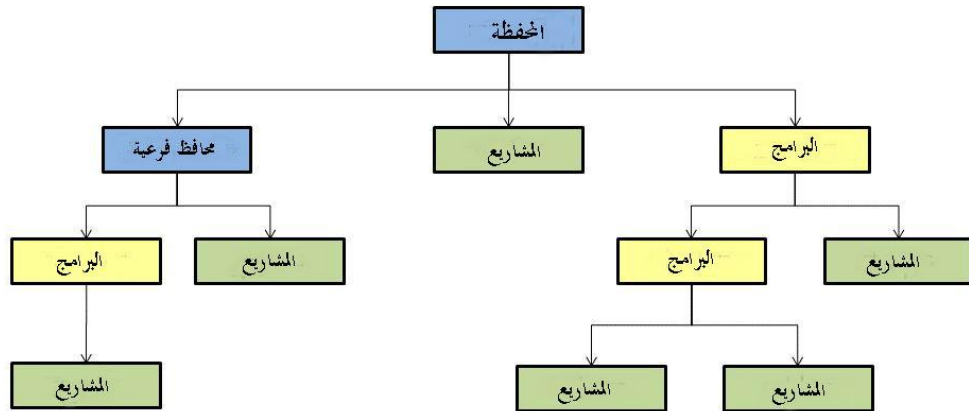 المحفظة
البرامج
المشاريع
محافظ فرعية
المشاريع
البرامج
المشاريع
البرامج
المشاريع
المشاريع
المشاريع